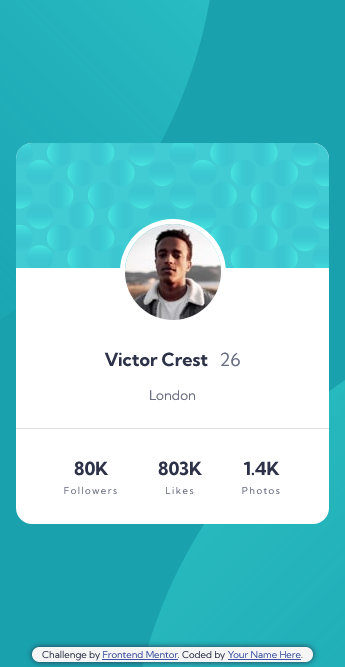 Victor Crest 26
London
80K 803K 1.4K
Followers Likes Photos
Challenge by Frontend Mentor. Coded by Your Name Here.